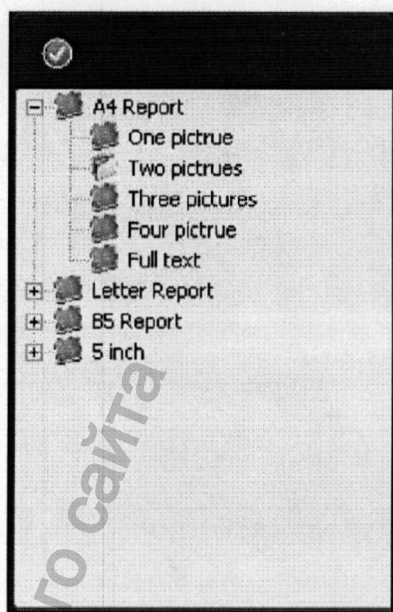 A4 Report
One pictrue
Two pictrues
Three pictures
Four pictrue
Full text
Letter Report
B5 Report
5 inch
го сайта